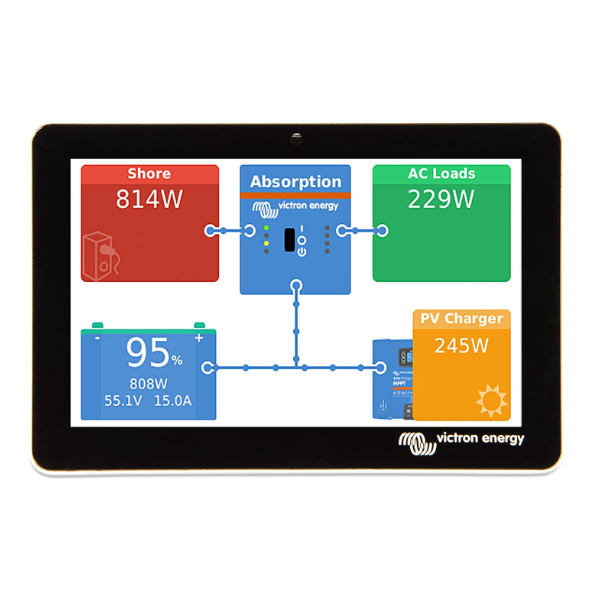 Shore
814W
Absorption
victron energy
AC Loads
229W
95%
- +
808W
55.1V 15.0A
MPPT
PV Charger
245W
victron energy